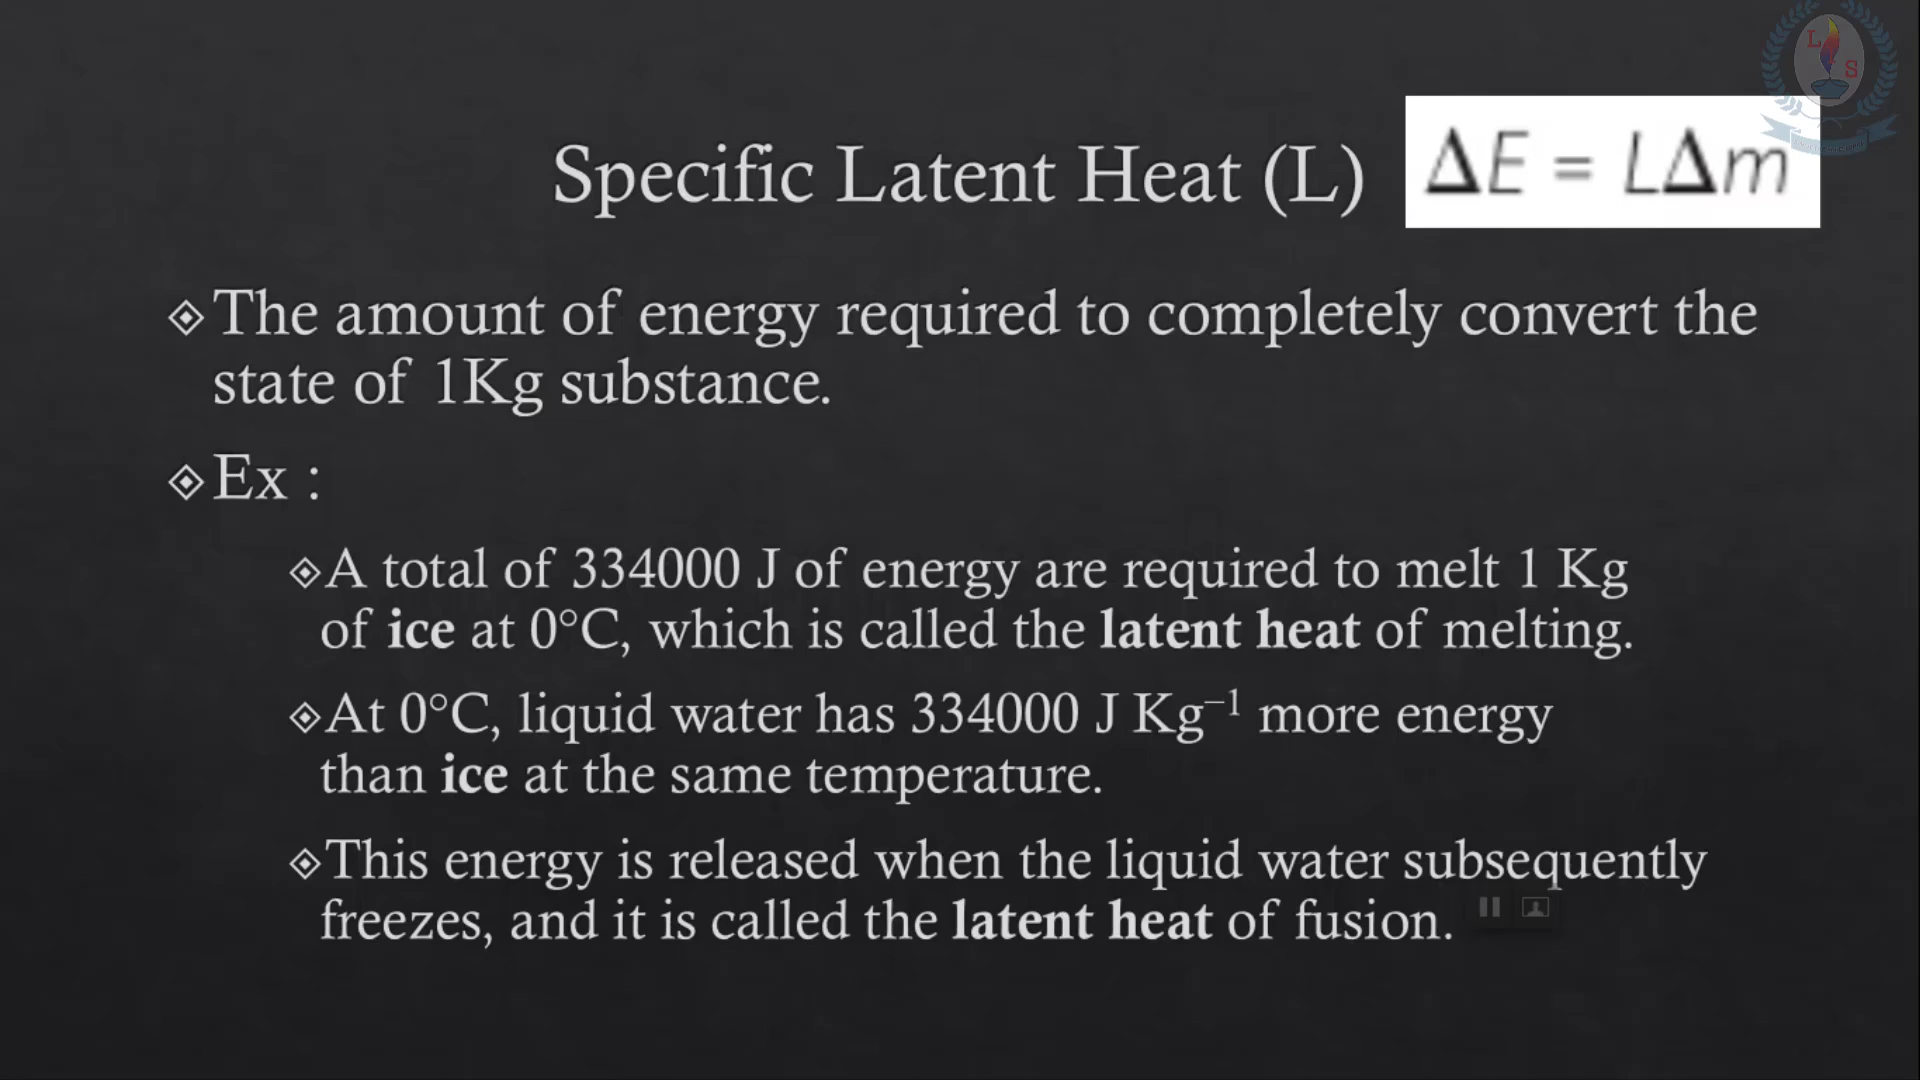 Specific Latent Heat (L)
ΔE = LΔm
The amount of energy required to completely convert the
state of 1Kg substance.
Ex :
A total of 334000 J of energy are required to melt 1 Kg
of ice at 0°C, which is called the latent heat of melting.
At 0°C, liquid water has 334000 J Kg⁻¹ more energy
than ice at the same temperature.
This energy is released when the liquid water subsequently
freezes, and it is called the latent heat of fusion.
L
S